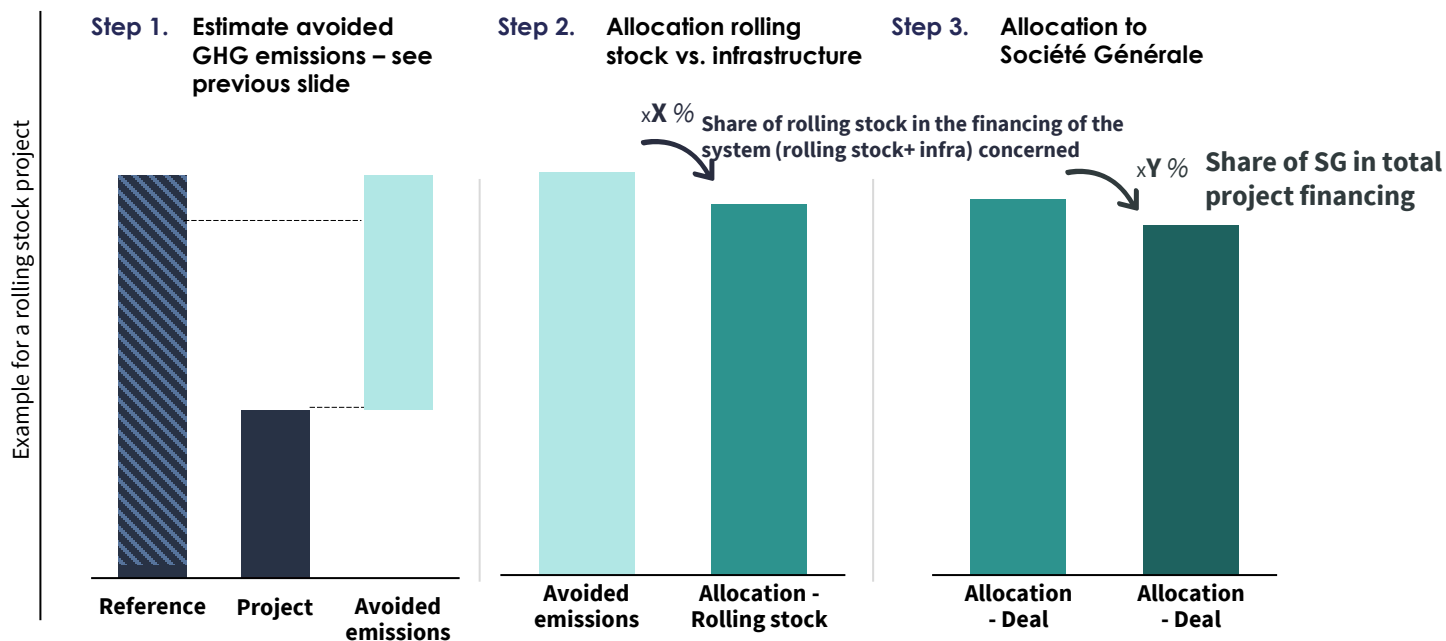 Example for a rolling stock project
Step 1. Estimate avoided
GHG emissions – see
previous slide
Reference
Project
Avoided
emissions
Step 2. Allocation rolling
stock vs. infrastructure
xX %
Share of rolling stock in the financing of the
system (rolling stock+ infra) concerned
Avoided
emissions
Allocation -
Rolling stock
Step 3. Allocation to
Société Générale
xY %
Share of SG in total
project financing
Allocation
- Deal
Allocation
- Deal